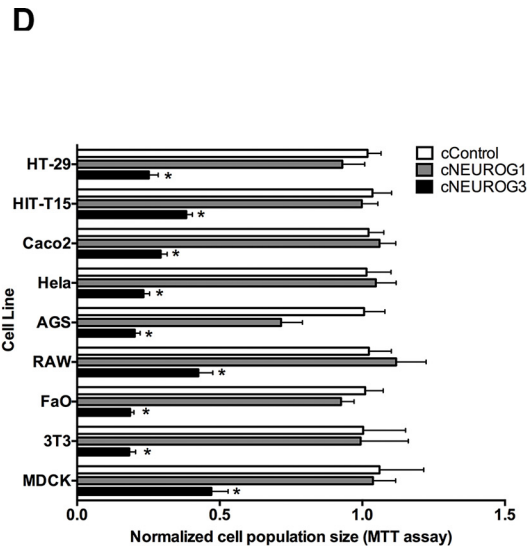 D
cControl
cNEUROG1
cNEUROG3
HT-29
*
HIT-T15
*
Caco2
*
Hela
*
AGS
*
RAW
*
FaO
*
3T3
*
MDCK
*
Cell Line
0.0 0.5 1.0 1.5
Normalized cell population size (MTT assay)